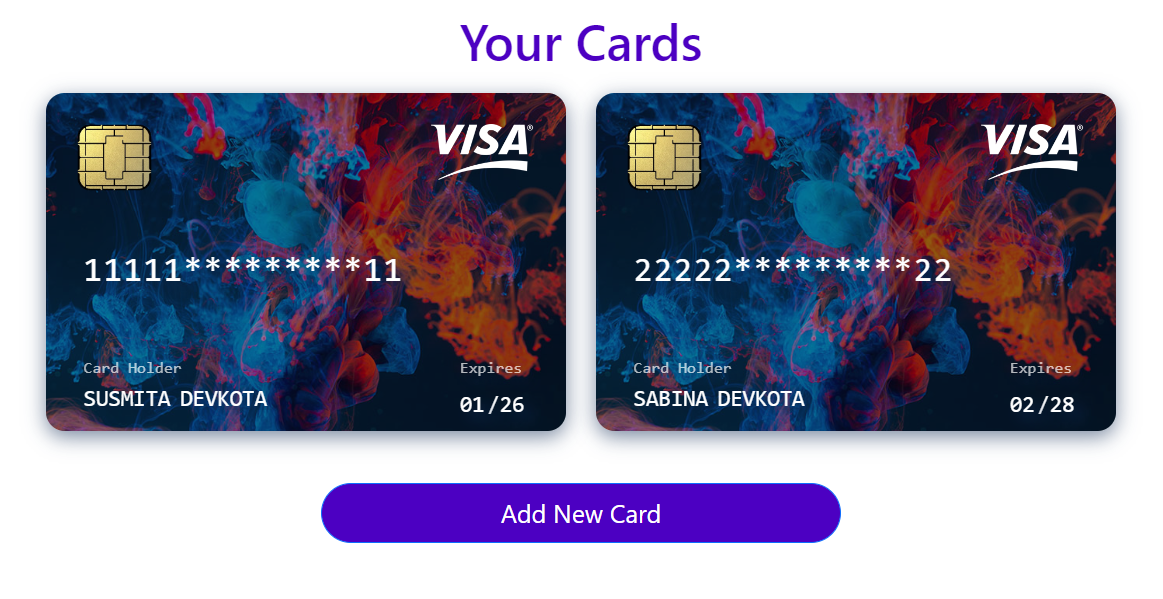 Your Cards
VISA®
11111*********11
Card Holder
SUSMITA DEVKOTA
Expires
01/26
VISA®
22222*********22
Card Holder
SABINA DEVKOTA
Expires
02/28
Add New Card